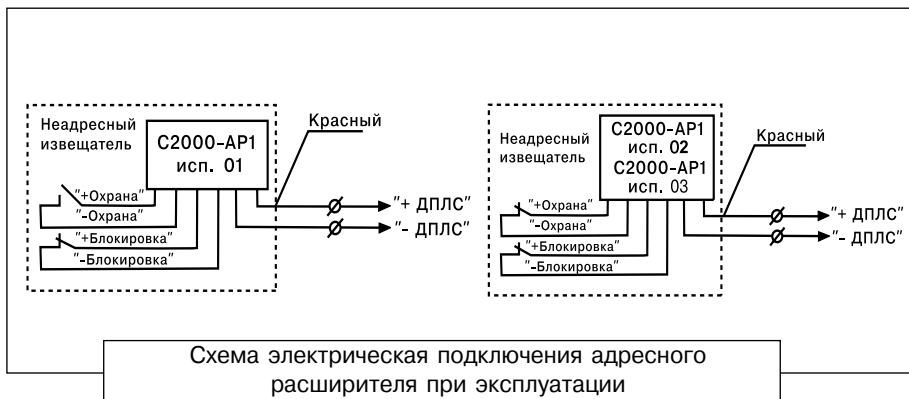 Неадресный
извещатель
С2000-АР1
исп. 01
Красный
"+Охрана"
"-Охрана"
"+Блокировка"
"-Блокировка"
"+ ДПЛС"
"- ДПЛС"
Неадресный
извещатель
С2000-АР1
исп. 02
С2000-АР1
исп. 03
Красный
"+Охрана"
"-Охрана"
"+Блокировка"
"-Блокировка"
"+ ДПЛС"
"- ДПЛС"
Схема электрическая подключения адресного
расширителя при эксплуатации